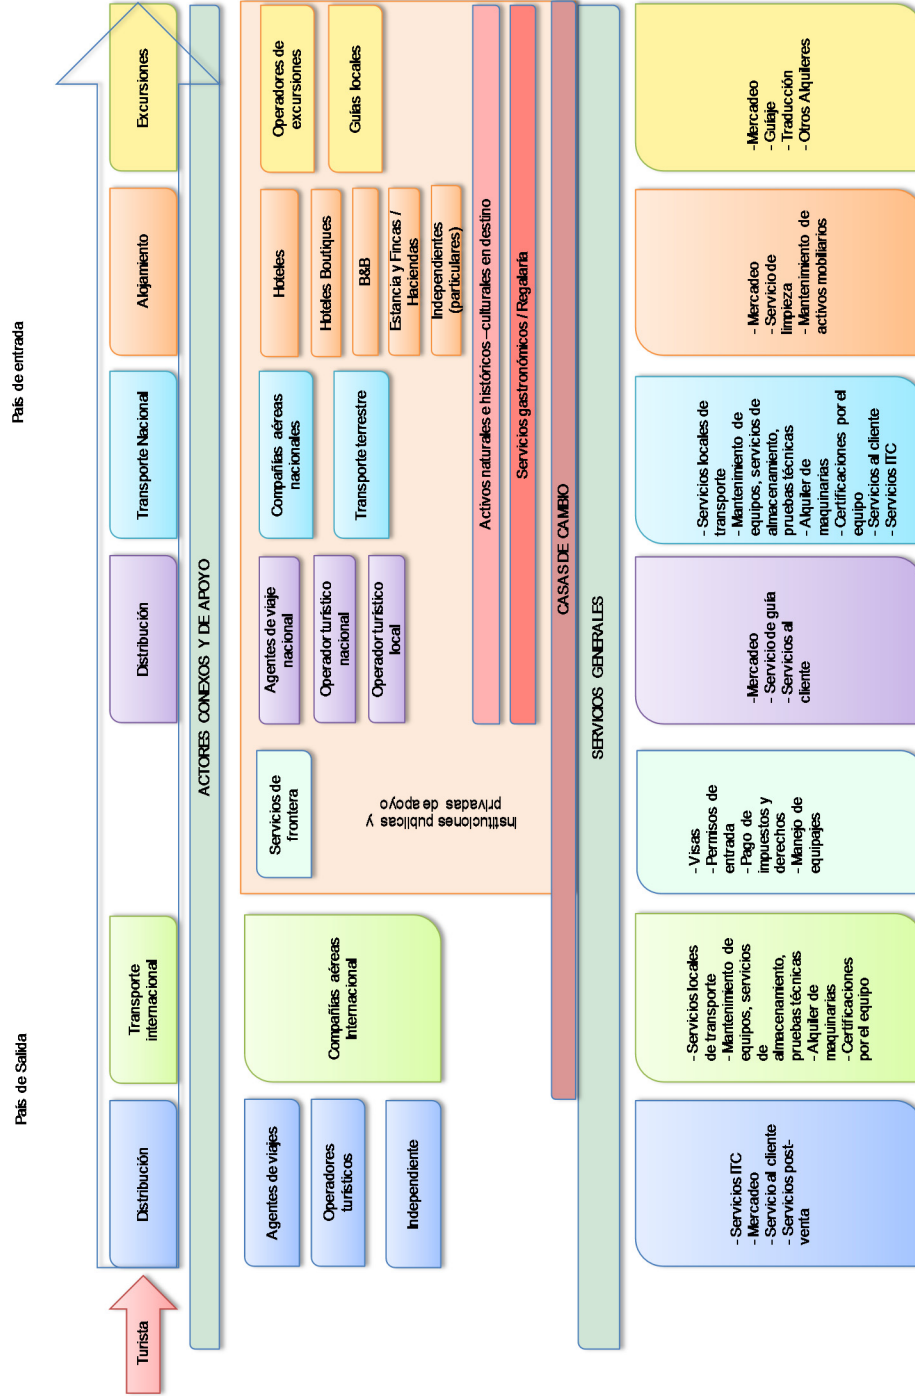 País de Salida
País de entrada
Turista
Distribución
Transporte
internacional
Distribución
Transporte Nacional
Alojamiento
Excursiones
ACTORES CONEXOS Y DE APOYO
Agentes de viajes
Operadores
turísticos
Independiente
Compañías aéreas
Internacional
Servicios de
frontera
Instituciones publicas y
privadas de apoyo
Agentes de viaje
nacional
Operador turístico
nacional
Operador turístico
local
Compañías aéreas
nacionales
Transporte terrestre
Hoteles
Hoteles Boutiques
B&B
Estancia y Fincas /
Haciendas
Independientes
(particulares)
Operadores de
excursiones
Guías locales
Activos naturales e históricos –culturales en destino
Servicios gastronómicos / Regalaría
CASAS DE CAMBIO
SERVICIOS GENERALES
- Servicios ITC
- Mercadeo
- Servicio al cliente
- Servicios post-
venta
- Servicios locales
de transporte
- Mantenimiento de
equipos, servicios
de
almacenamiento,
pruebas técnicas
- Alquiler de
maquinarias
- Certificaciones
por el equipo
- Visas
- Permisos de
entrada
- Pago de
impuestos y
derechos
- Manejo de
equipajes
-Mercadeo
- Servicio de guía
- Servicios al
cliente
- Servicios locales de
transporte
- Mantenimiento de
equipos, servicios de
almacenamiento,
pruebas técnicas
- Alquiler de
maquinarias
- Certificaciones por el
equipo
- Servicios al cliente
- Servicios ITC
- Mercadeo
- Servicio de
limpieza
- Mantenimiento de
activos mobiliarios
-Mercadeo
- Guiaje
- Traducción
- Otros Alquileres